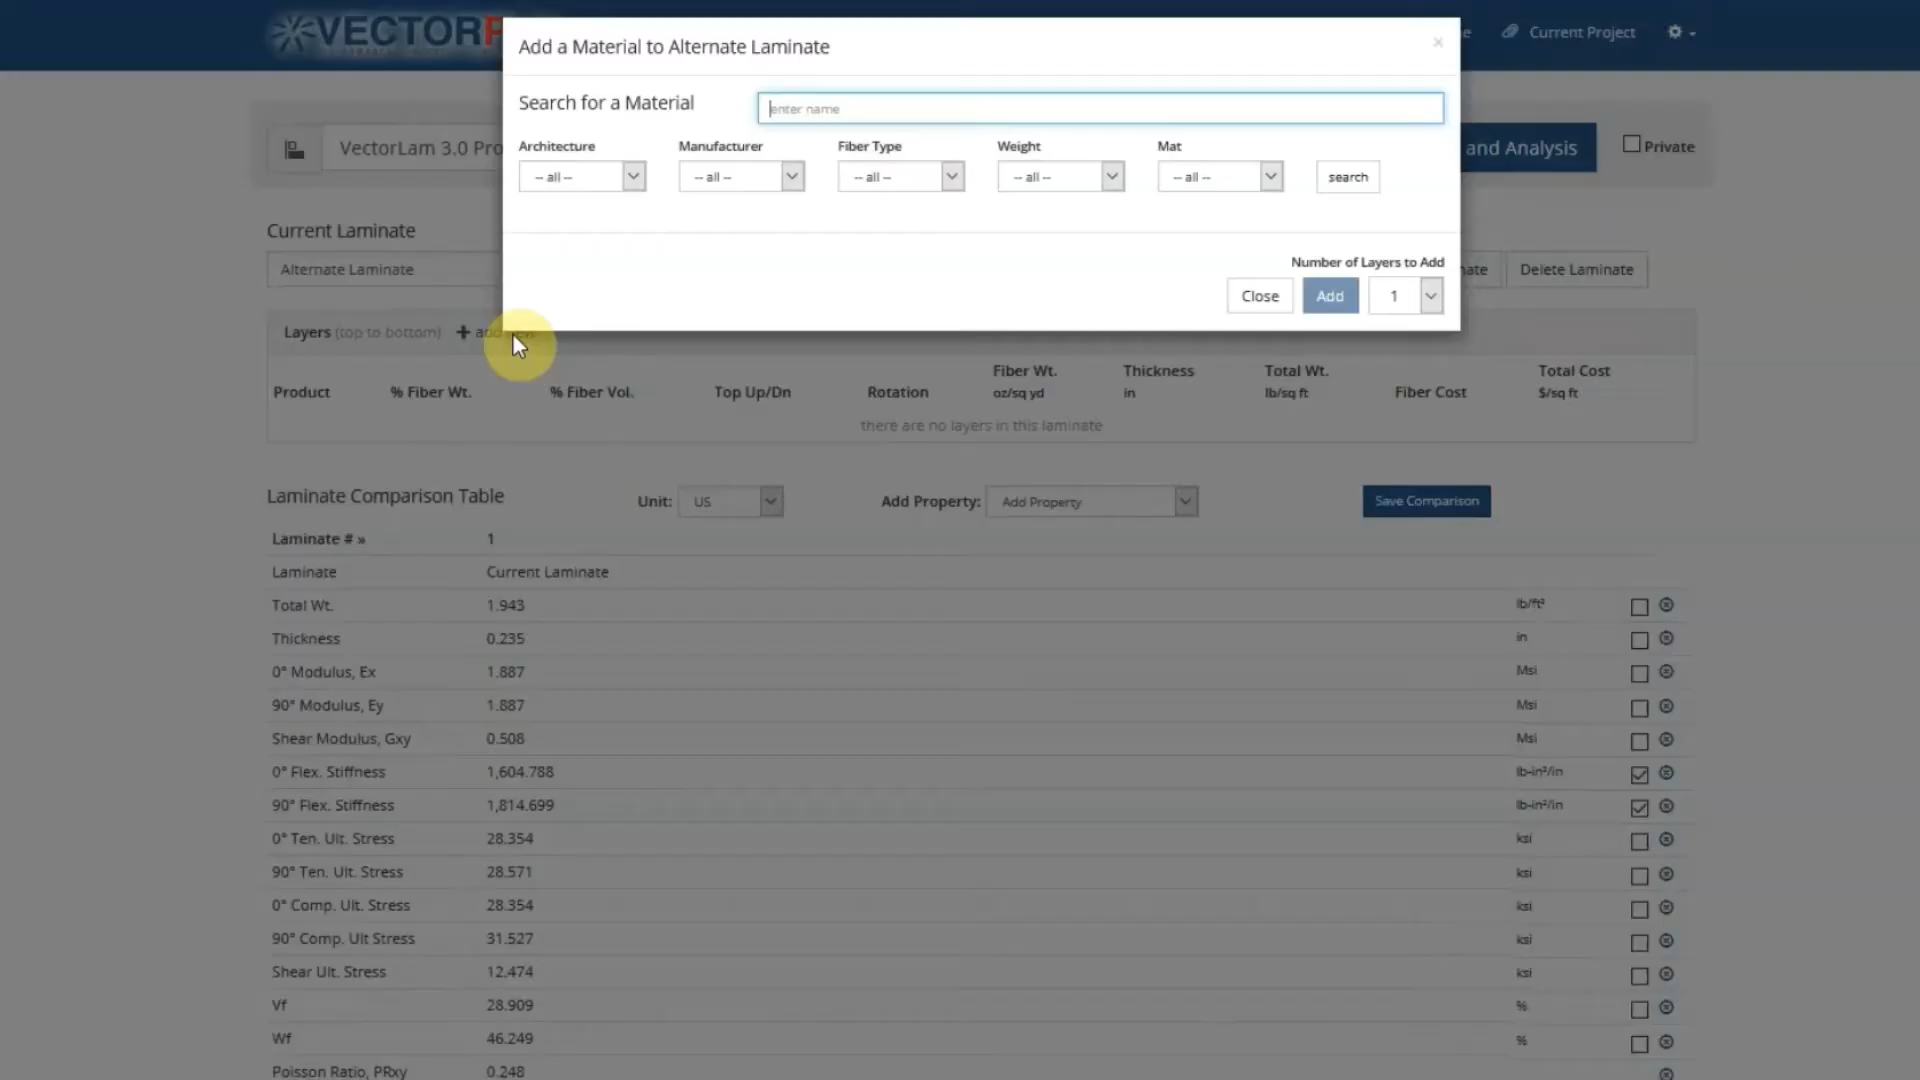 VECTOR
Current Project
Add a Material to Alternate Laminate
Search for a Material
enter name
Architecture Manufacturer Fiber Type Weight Mat
-- all -- -- all -- -- all -- -- all -- -- all -- search
VectorLam 3.0 Pro
and Analysis
Private
Number of Layers to Add
Close Add 1
Current Laminate
Alternate Laminate
Delete Laminate
Layers (top to bottom) + add
Product % Fiber Wt. % Fiber Vol. Top Up/Dn Rotation Fiber Wt. oz/sq yd Thickness in Total Wt. lb/sq ft Fiber Cost Total Cost $/sq ft
there are no layers in this laminate
Laminate Comparison Table Unit: US Add Property: Add Property Save Comparison
Laminate # » 1
Laminate Current Laminate
Total Wt. 1.943 lb/ft²
Thickness 0.235 in
0° Modulus, Ex 1.887 Msi
90° Modulus, Ey 1.887 Msi
Shear Modulus, Gxy 0.508 Msi
0° Flex. Stiffness 1,604.788 lb-in²/in
90° Flex. Stiffness 1,814.699 lb-in²/in
0° Ten. Ult. Stress 28.354 ksi
90° Ten. Ult. Stress 28.571 ksi
0° Comp. Ult. Stress 28.354 ksi
90° Comp. Ult Stress 31.527 ksi
Shear Ult. Stress 12.474 ksi
Vf 28.909 %
Wf 46.249 %
Poisson Ratio, PRxy 0.248